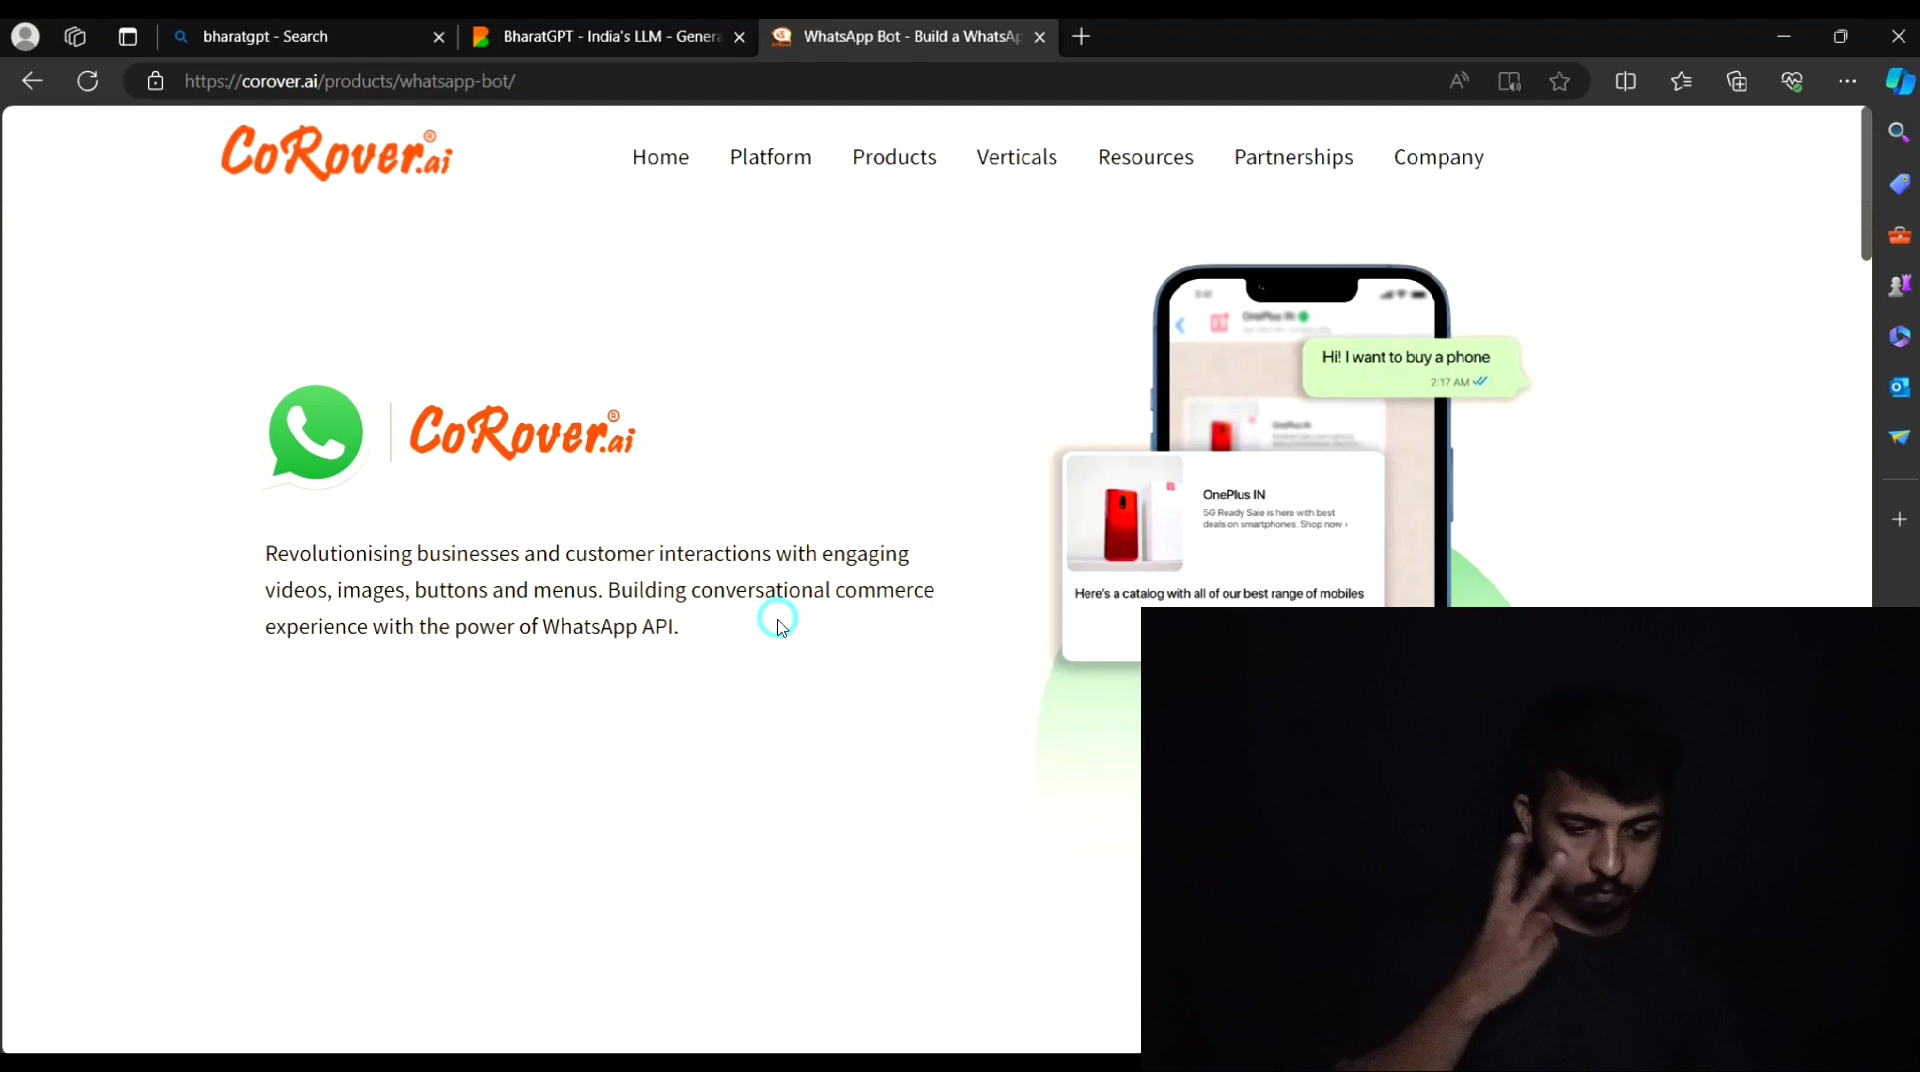 bharatgpt - Search
BharatGPT - India's LLM - Genera
WhatsApp Bot - Build a WhatsAp
https://corover.ai/products/whatsapp-bot/
CoRover.ai®
Home
Platform
Products
Verticals
Resources
Partnerships
Company
OnePlus IN
Hi! I want to buy a phone
2:17 AM
CoRover.ai®
OnePlus IN
5G Ready Sale is here with best
deals on smartphones. Shop now ›
Here's a catalog with all of our best range of mobiles
Revolutionising businesses and customer interactions with engaging
videos, images, buttons and menus. Building conversational commerce
experience with the power of WhatsApp API.